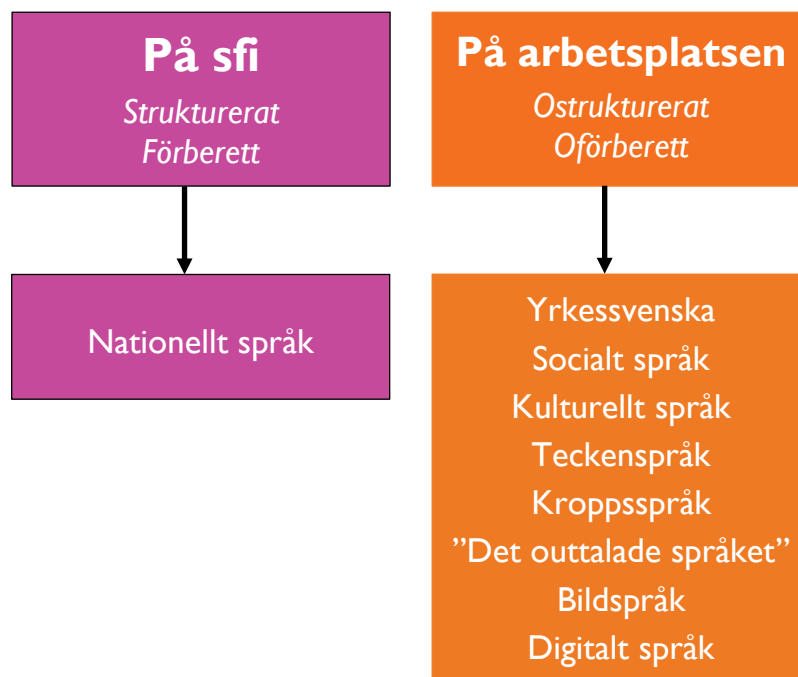 På sfi
Strukturerat
Förberett
Nationellt språk
På arbetsplatsen
Ostrukturerat
Oförberett
Yrkessvenska
Socialt språk
Kulturellt språk
Teckenspråk
Kroppsspråk
”Det outtalade språket”
Bildspråk
Digitalt språk